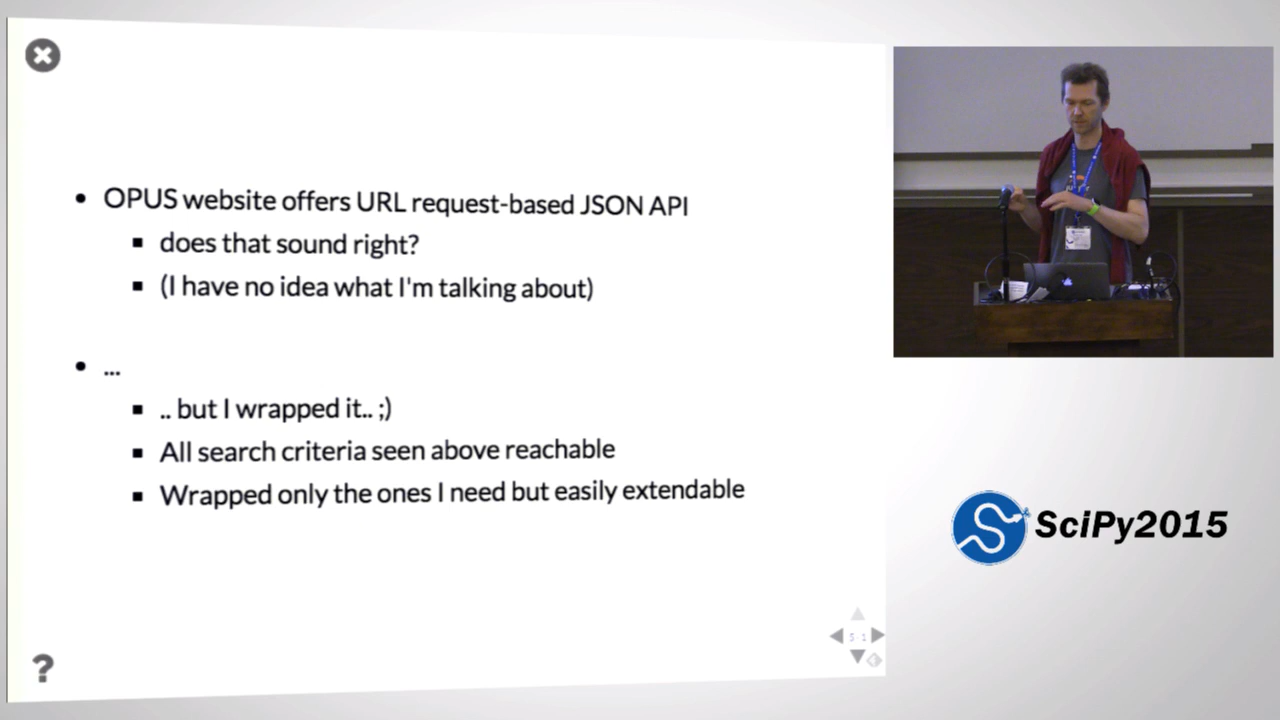 OPUS website offers URL request-based JSON API
does that sound right?
(I have no idea what I'm talking about)
...
.. but I wrapped it.. ;)
All search criteria seen above reachable
Wrapped only the ones I need but easily extendable
?
SciPy2015